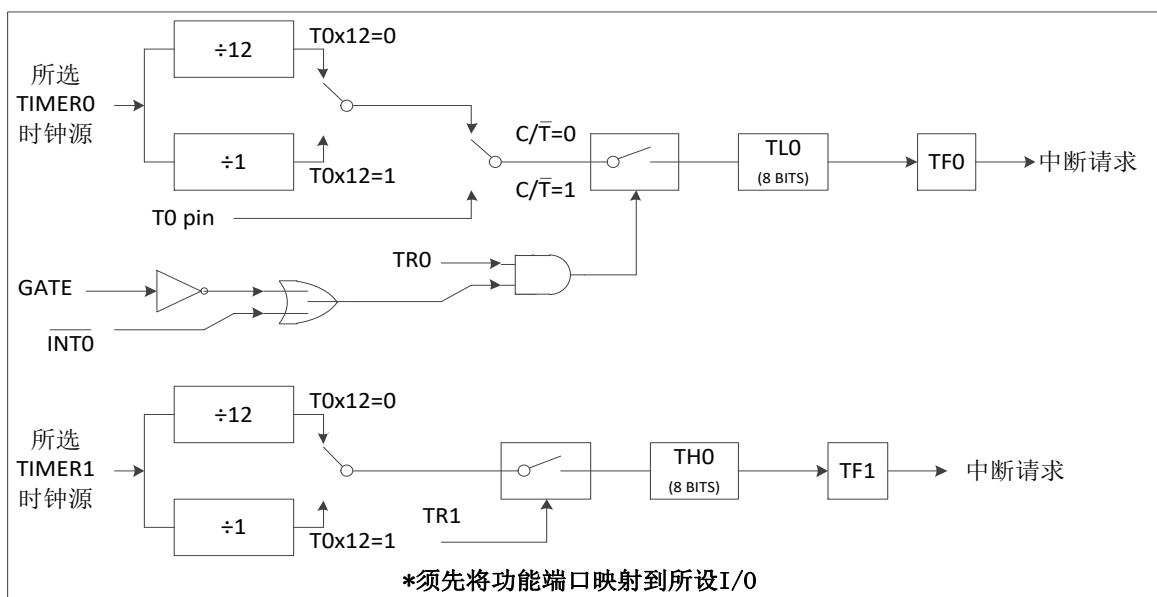 ÷12
T0x12=0
所选
TIMER0
时钟源
÷1
T0x12=1
T0 pin
C/T̅=0
C/T̅=1
TL0
(8 BITS)
TF0
中断请求
TR0
GATE
I̅N̅T̅0̅
÷12
T0x12=0
所选
TIMER1
时钟源
÷1
T0x12=1
TR1
TH0
(8 BITS)
TF1
中断请求
*须先将功能端口映射到所设I/O